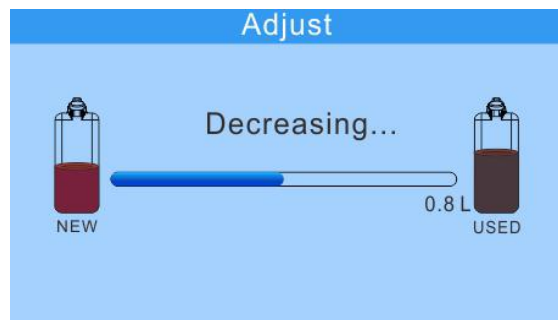 Adjust
Decreasing...
0.8 L
NEW
USED